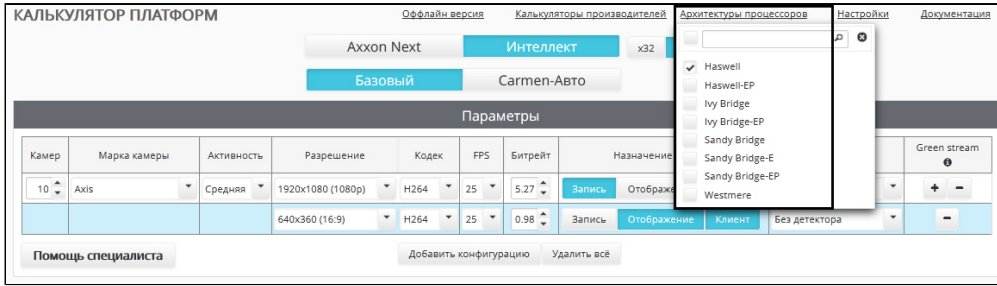 КАЛЬКУЛЯТОР ПЛАТФОРМ Оффлайн версия Калькуляторы производителей Архитектуры процессоров Настройки Документация
Axxon Next Интеллект x32
Базовый Carmen-Авто
Haswell
Haswell-EP
Ivy Bridge
Ivy Bridge-EP
Sandy Bridge
Sandy Bridge-E
Sandy Bridge-EP
Westmere
Параметры
Камер Марка камеры Активность Разрешение Кодек FPS Битрейт Назначение Green stream
10 Axis Средняя 1920x1080 (1080p) H264 25 5.27 Запись + −
640x360 (16:9) H264 25 0.98 Запись Отображение Клиент Без детектора −
Помощь специалиста Добавить конфигурацию Удалить всё